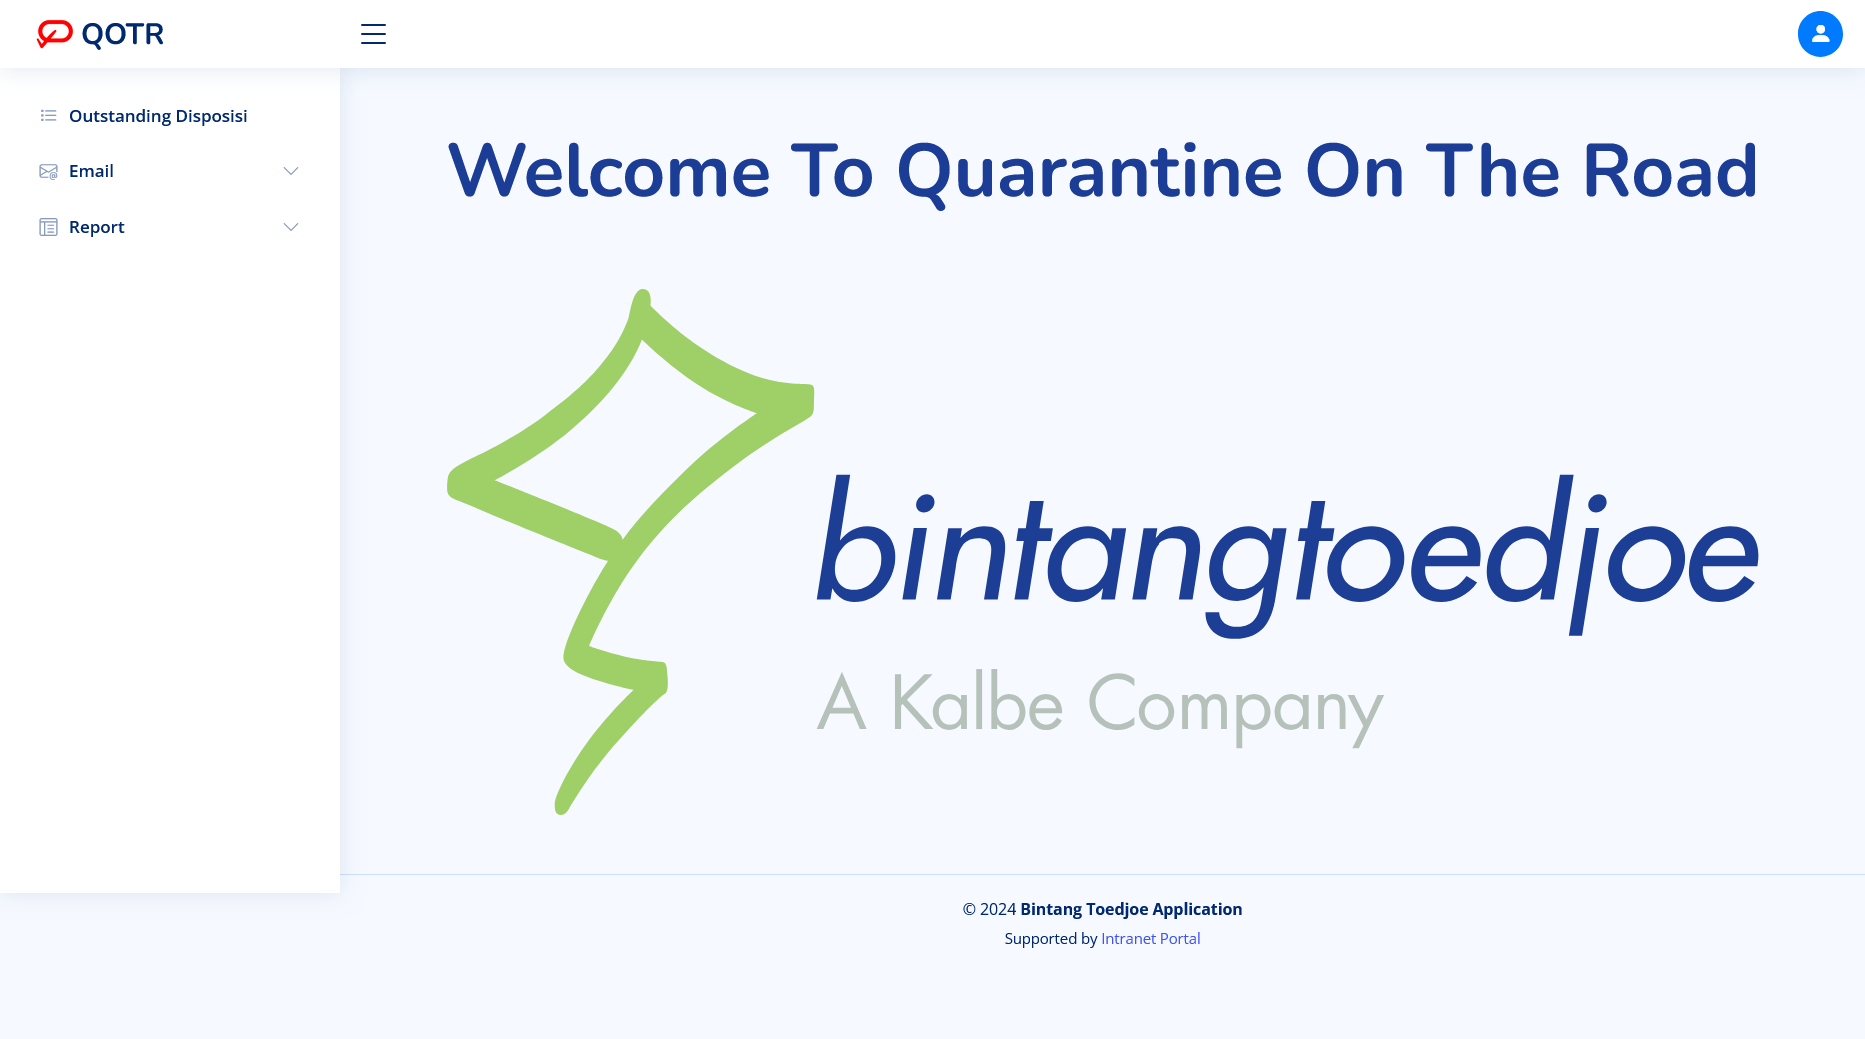 QOTR
Outstanding Disposisi
Email
Report
Welcome To Quarantine On The Road
bintangtoedjoe
A Kalbe Company
© 2024 Bintang Toedjoe Application
Supported by Intranet Portal